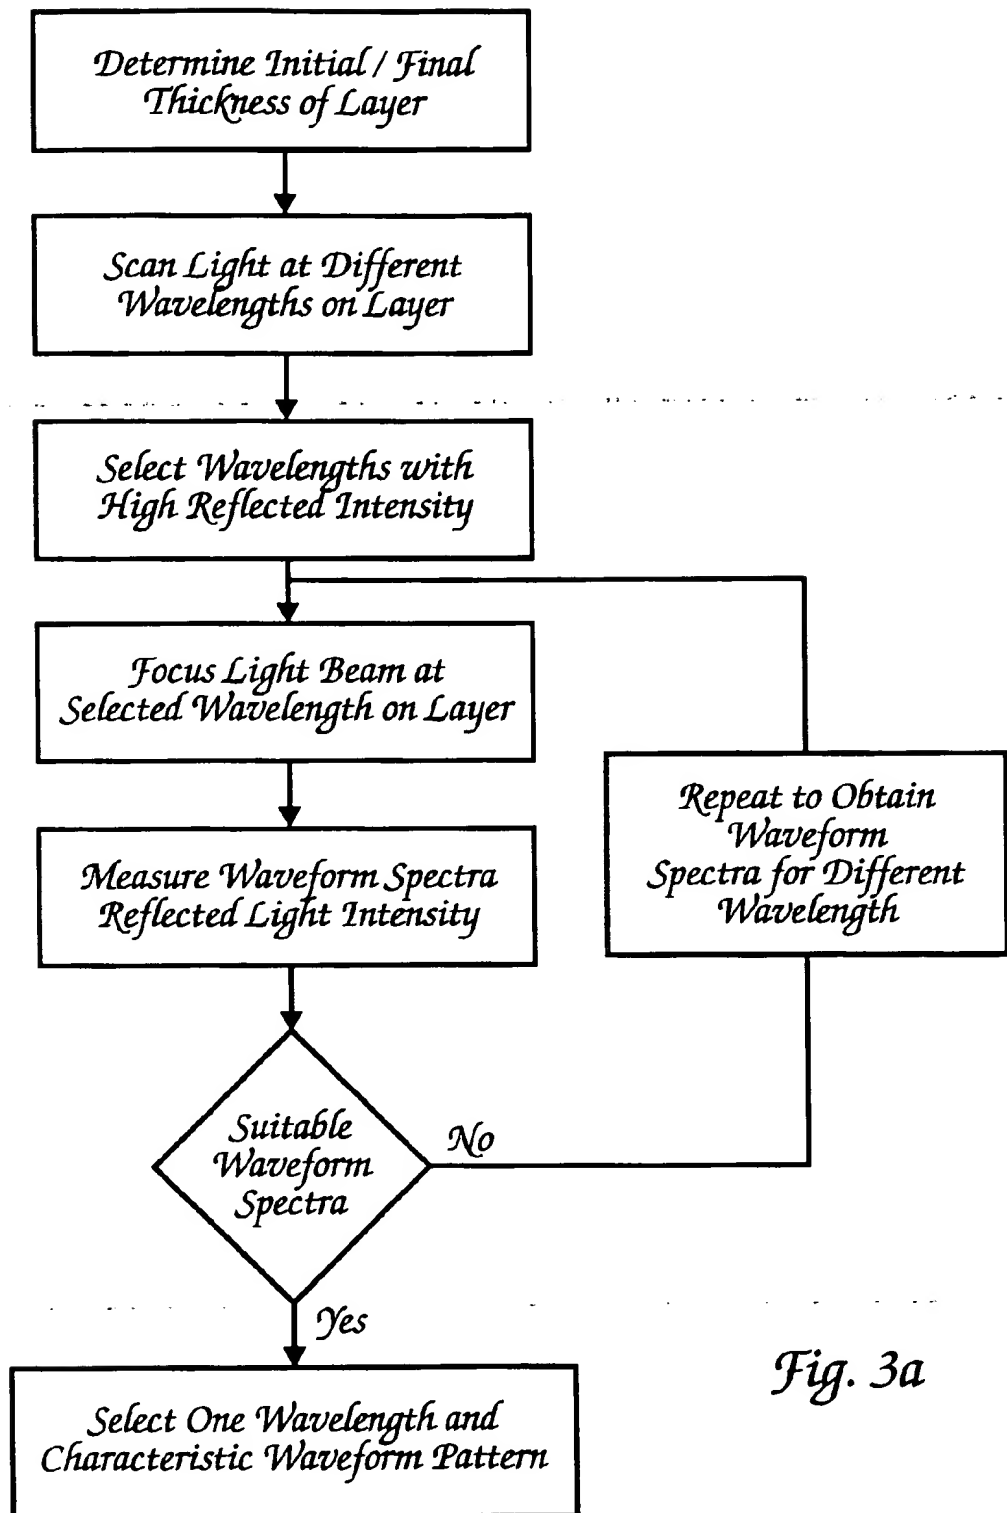 Determine Initial / Final
Thickness of Layer
Scan Light at Different
Wavelengths on Layer
Select Wavelengths with
High Reflected Intensity
Focus Light Beam at
Selected Wavelength on Layer
Measure Waveform Spectra
Reflected Light Intensity
Repeat to Obtain
Waveform
Spectra for Different
Wavelength
Suitable
Waveform
Spectra
No
Yes
Select One Wavelength and
Characteristic Waveform Pattern
Fig. 3a